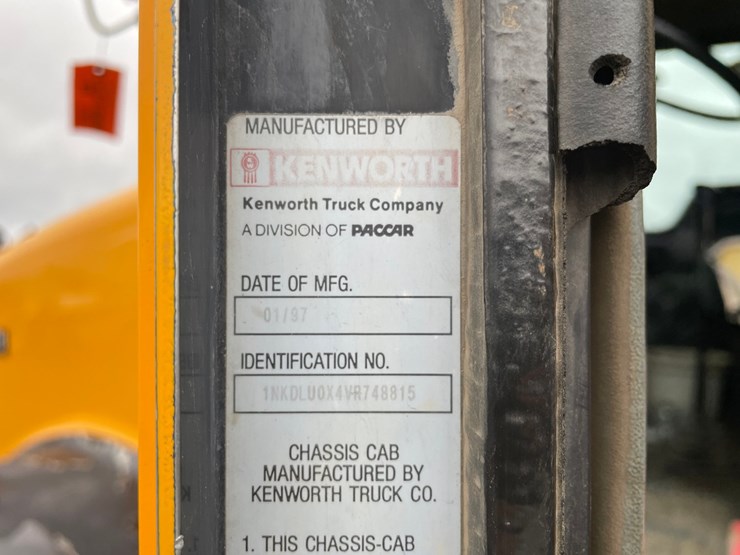 MANUFACTURED BY
KENWORTH
Kenworth Truck Company
A DIVISION OF PACCAR
DATE OF MFG.
01/97
IDENTIFICATION NO.
1NKDLU0X4VR748815
CHASSIS CAB
MANUFACTURED BY
KENWORTH TRUCK CO.
1. THIS CHASSIS-CAB